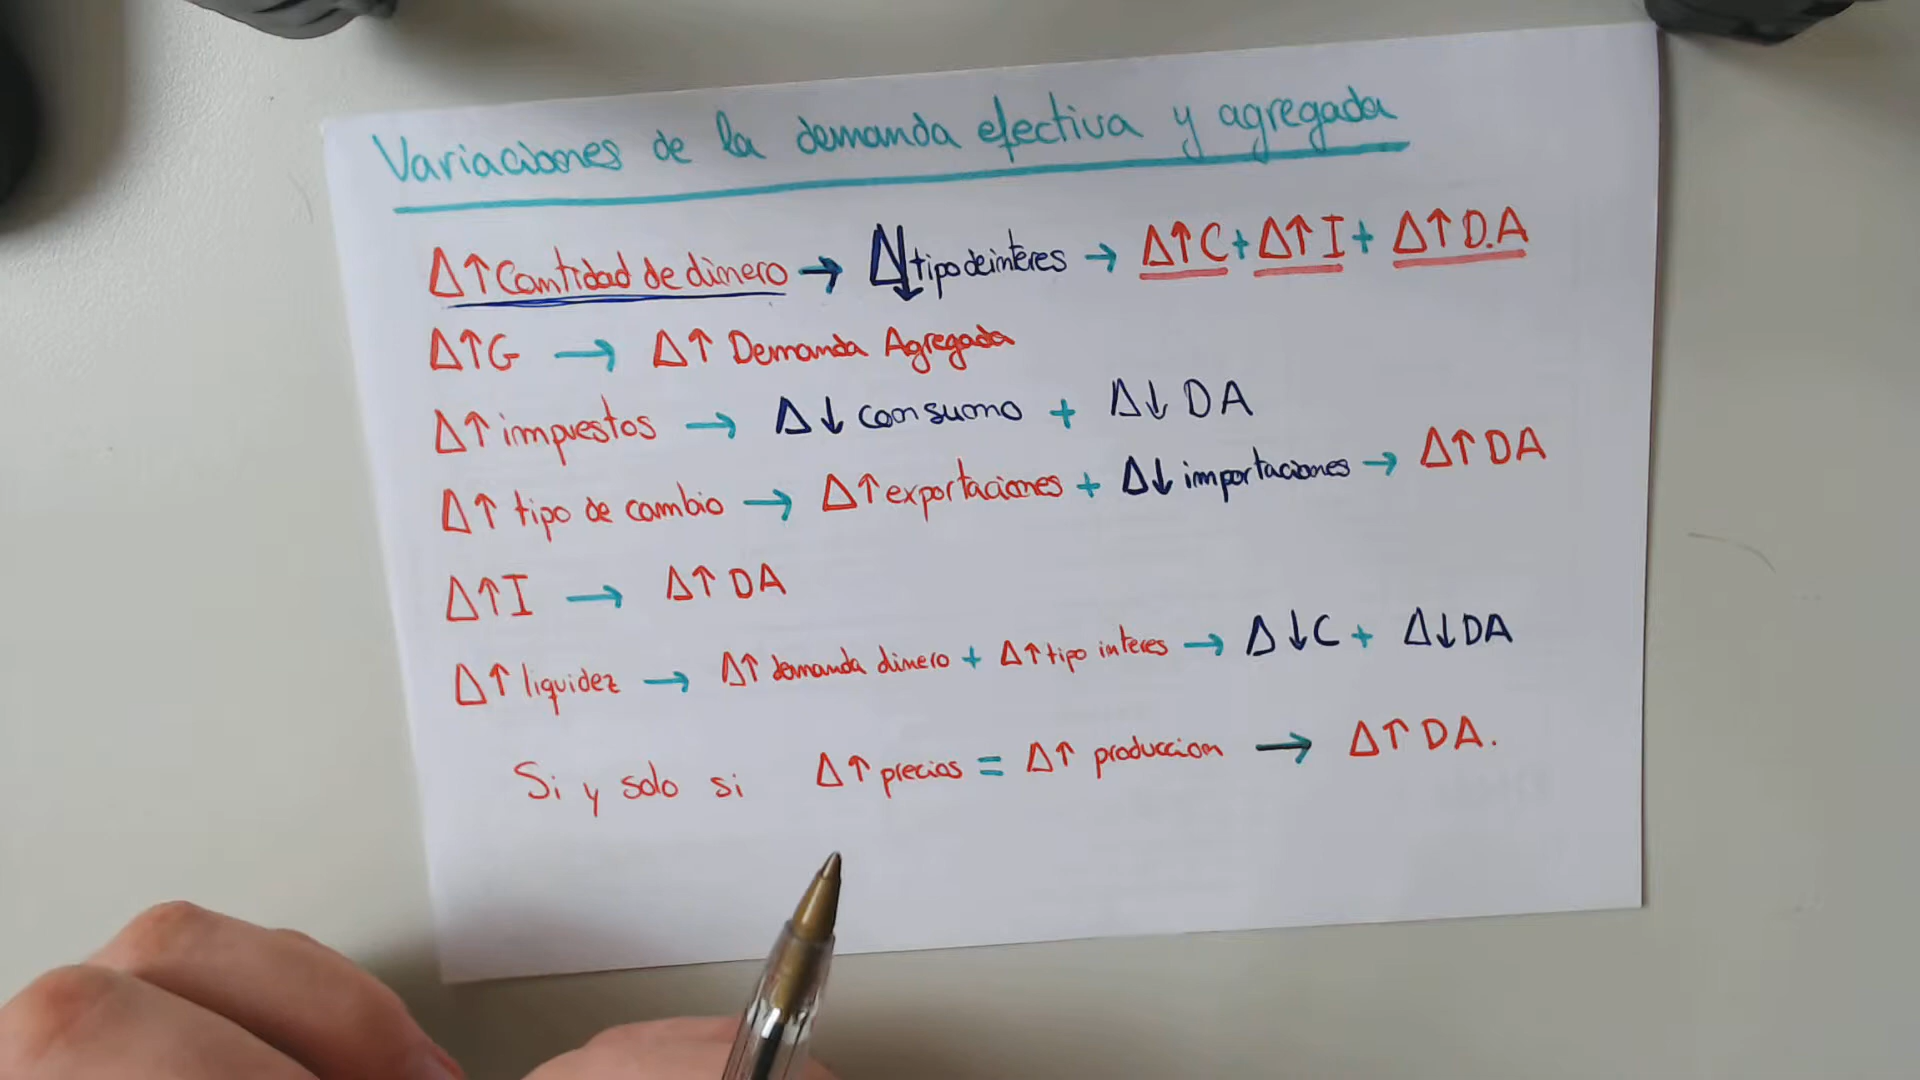 Variaciones de la demanda efectiva y agregada
Δ↑ Cantidad de dinero → Δ↓ tipo de interes → Δ↑C + Δ↑I + Δ↑D.A
Δ↑G → Δ↑ Demanda Agregada
Δ↑ impuestos → Δ↓ consumo + Δ↓ DA
Δ↑ tipo de cambio → Δ↑ exportaciones + Δ↓ importaciones → Δ↑ DA
Δ↑I → Δ↑ DA
Δ↑ liquidez → Δ↑ demanda dinero + Δ↑ tipo interes → Δ↓C + Δ↓DA
Si y solo si Δ↑ precios = Δ↑ produccion → Δ↑ DA.